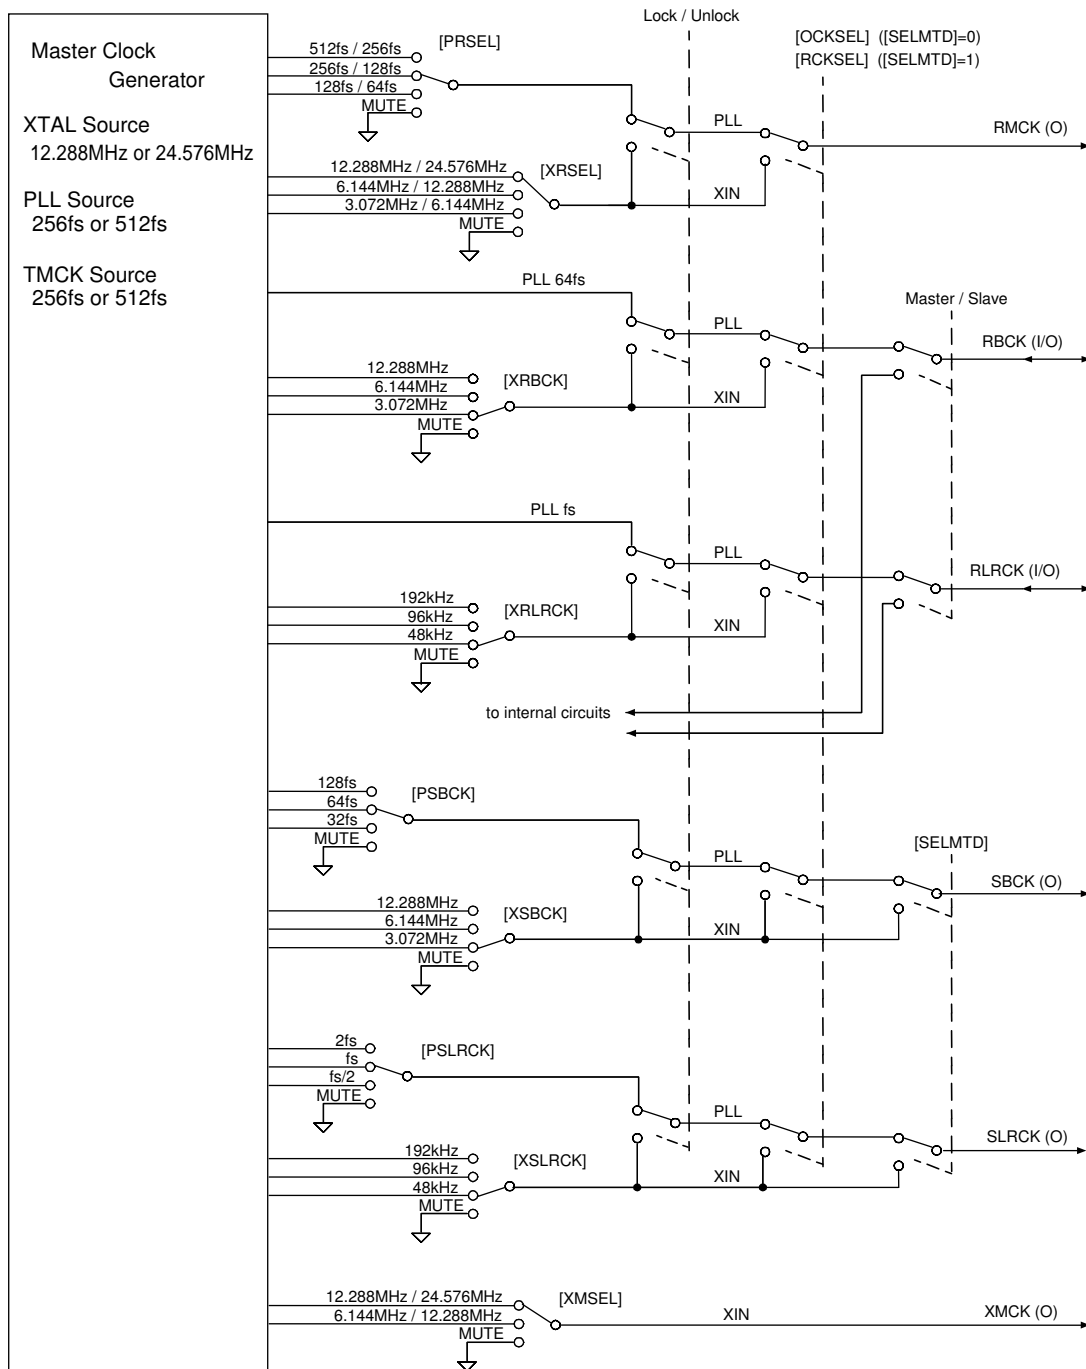 Master Clock
Generator
XTAL Source
12.288MHz or 24.576MHz
PLL Source
256fs or 512fs
TMCK Source
256fs or 512fs
Lock / Unlock
[OCKSEL] ([SELMTD]=0)
[RCKSEL] ([SELMTD]=1)
512fs / 256fs
256fs / 128fs
128fs / 64fs
MUTE
[PRSEL]
PLL
RMCK (O)
12.288MHz / 24.576MHz
6.144MHz / 12.288MHz
3.072MHz / 6.144MHz
MUTE
[XRSEL]
XIN
PLL 64fs
Master / Slave
PLL
RBCK (I/O)
12.288MHz
6.144MHz
3.072MHz
MUTE
[XRBCK]
XIN
PLL fs
PLL
RLRCK (I/O)
192kHz
96kHz
48kHz
MUTE
[XRLRCK]
XIN
to internal circuits
128fs
64fs
32fs
MUTE
[PSBCK]
[SELMTD]
PLL
SBCK (O)
12.288MHz
6.144MHz
3.072MHz
MUTE
[XSBCK]
XIN
2fs
fs
fs/2
MUTE
[PSLRCK]
PLL
SLRCK (O)
192kHz
96kHz
48kHz
MUTE
[XSLRCK]
XIN
12.288MHz / 24.576MHz
6.144MHz / 12.288MHz
MUTE
[XMSEL]
XIN
XMCK (O)